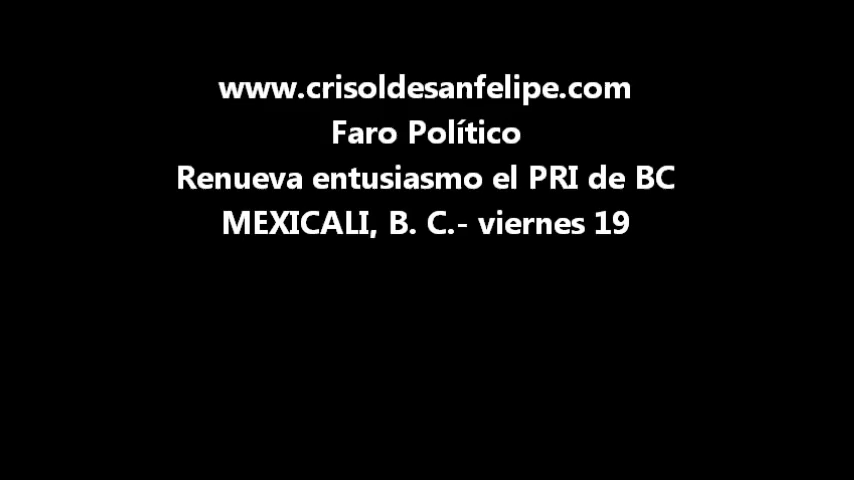 www.crisoldesanfelipe.com
Faro Político
Renueva entusiasmo el PRI de BC
MEXICALI, B. C.- viernes 19